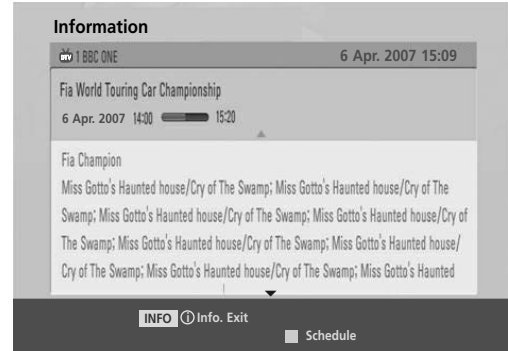 Information
DTV 1 BBC ONE 6 Apr. 2007 15:09
Fia World Touring Car Championship
6 Apr. 2007 14:00 15:20
Fia Champion
Miss Gotto's Haunted house/Cry of The Swamp; Miss Gotto's Haunted house/Cry of The
Swamp; Miss Gotto's Haunted house/Cry of The Swamp; Miss Gotto's Haunted house/Cry of
The Swamp; Miss Gotto's Haunted house/Cry of The Swamp; Miss Gotto's Haunted house/
Cry of The Swamp; Miss Gotto's Haunted house/Cry of The Swamp; Miss Gotto's Haunted
INFO ⓘ Info. Exit
Schedule